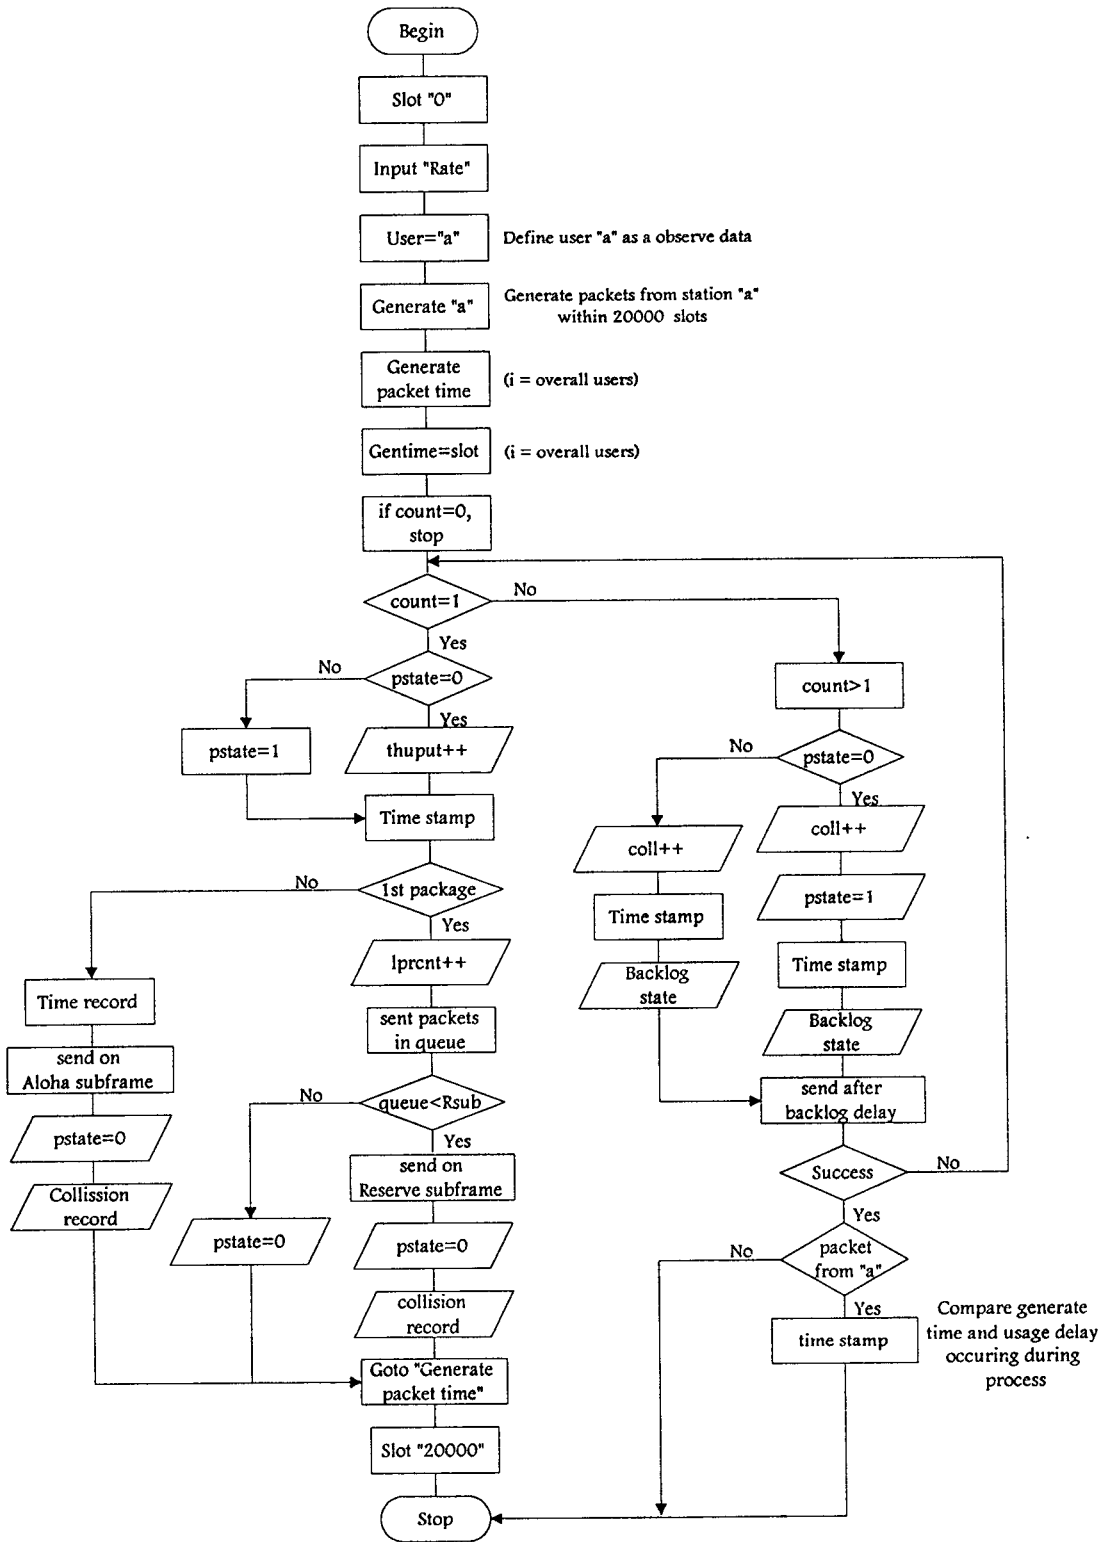 Begin
Slot "0"
Input "Rate"
User="a"
Define user "a" as a observe data
Generate "a"
Generate packets from station "a"
within 20000 slots
Generate
packet time
(i = overall users)
Gentime=slot
(i = overall users)
if count=0,
stop
count=1
No
Yes
pstate=0
No
Yes
pstate=1
thuput++
Time stamp
1st package
No
Yes
Time record
send on
Aloha subframe
pstate=0
Collission
record
lprcnt++
sent packets
in queue
queue<Rsub
No
Yes
pstate=0
send on
Reserve subframe
pstate=0
collision
record
Goto "Generate
packet time"
Slot "20000"
Stop
count>1
pstate=0
No
Yes
coll++
Time stamp
Backlog
state
coll++
pstate=1
Time stamp
Backlog
state
send after
backlog delay
Success
No
Yes
packet
from "a"
No
Yes
time stamp
Compare generate
time and usage delay
occuring during
process